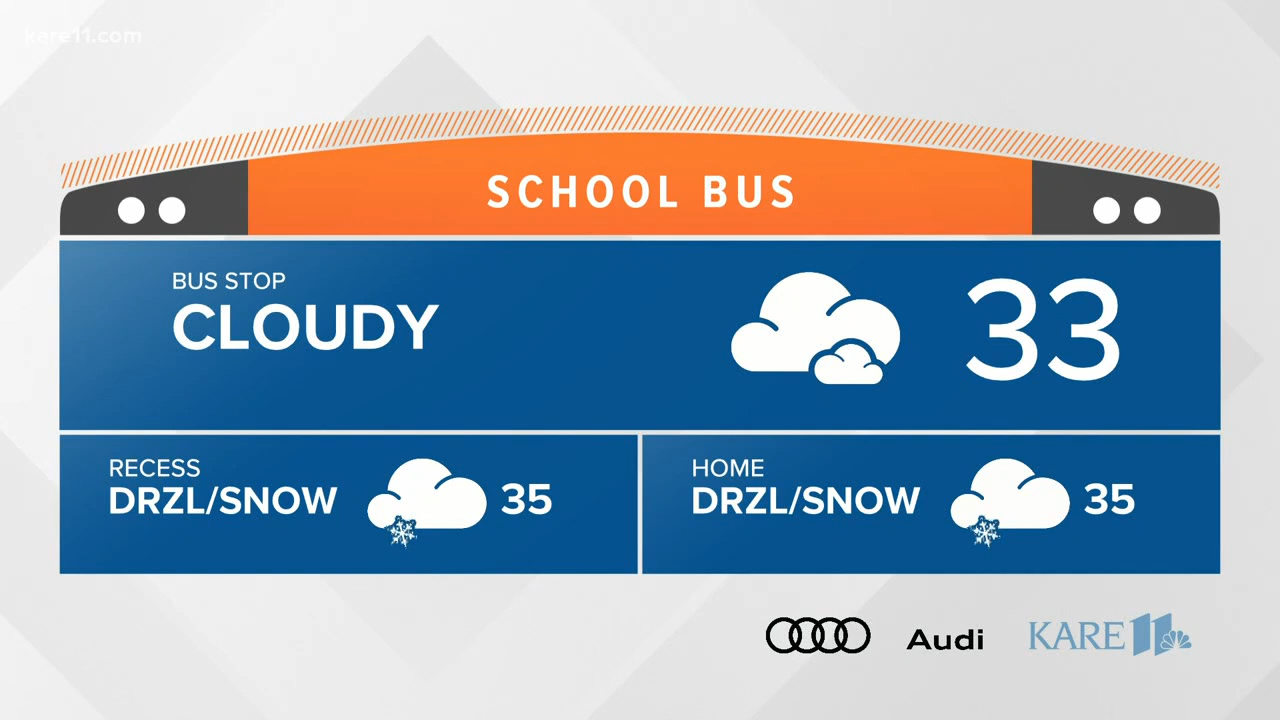 kare11.com
SCHOOL BUS
BUS STOP
CLOUDY
33
RECESS
DRZL/SNOW
35
HOME
DRZL/SNOW
35
Audi
KARE 11